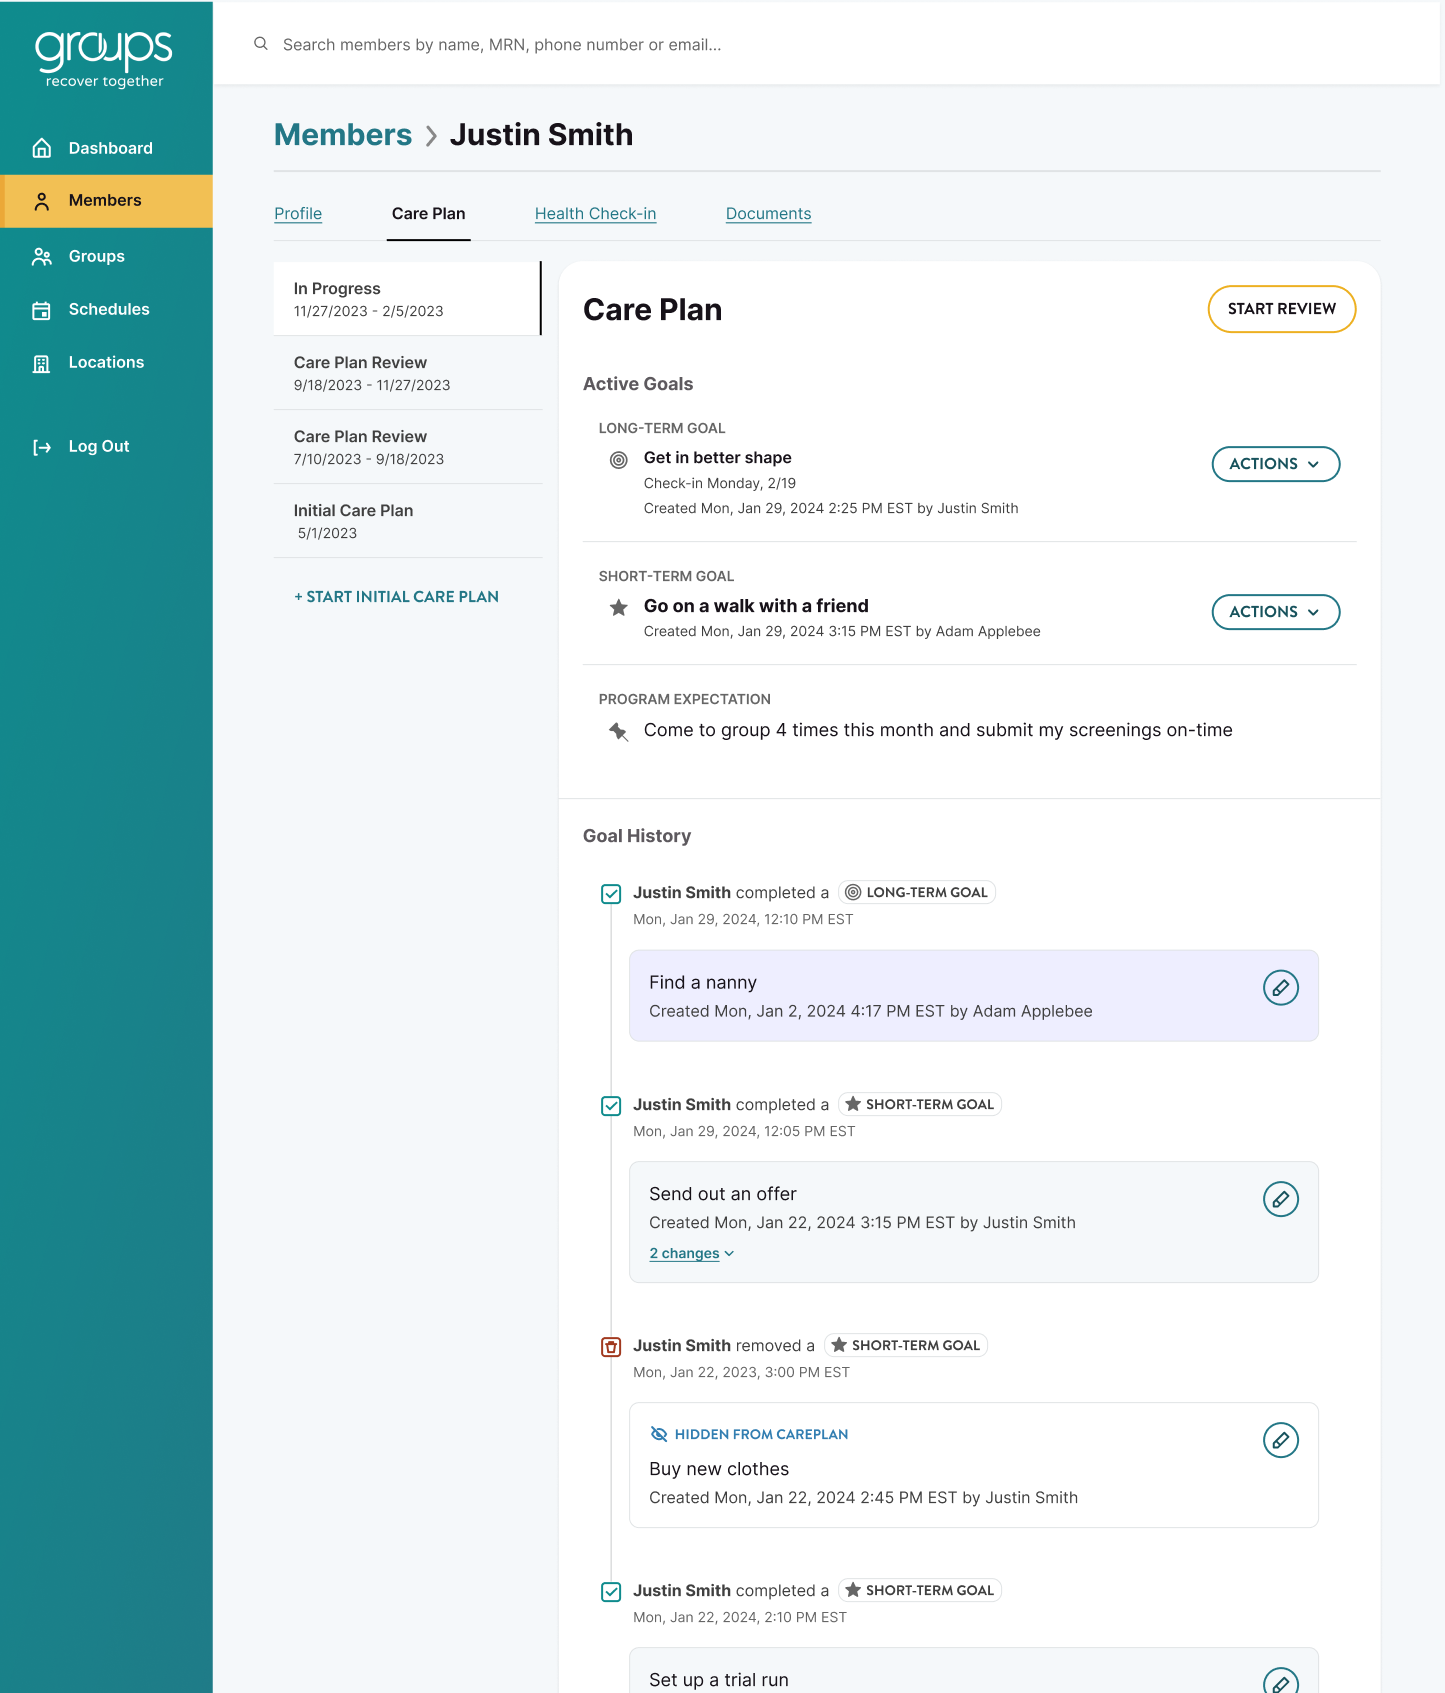 groups
recover together
Search members by name, MRN, phone number or email...
Dashboard
Members
Groups
Schedules
Locations
Log Out
Members > Justin Smith
Profile
Care Plan
Health Check-in
Documents
In Progress
11/27/2023 - 2/5/2023
Care Plan Review
9/18/2023 - 11/27/2023
Care Plan Review
7/10/2023 - 9/18/2023
Initial Care Plan
5/1/2023
+ START INITIAL CARE PLAN
Care Plan
START REVIEW
Active Goals
LONG-TERM GOAL
Get in better shape
Check-in Monday, 2/19
Created Mon, Jan 29, 2024 2:25 PM EST by Justin Smith
ACTIONS
SHORT-TERM GOAL
Go on a walk with a friend
Created Mon, Jan 29, 2024 3:15 PM EST by Adam Applebee
ACTIONS
PROGRAM EXPECTATION
Come to group 4 times this month and submit my screenings on-time
Goal History
Justin Smith completed a LONG-TERM GOAL
Mon, Jan 29, 2024, 12:10 PM EST
Find a nanny
Created Mon, Jan 2, 2024 4:17 PM EST by Adam Applebee
Justin Smith completed a SHORT-TERM GOAL
Mon, Jan 29, 2024, 12:05 PM EST
Send out an offer
Created Mon, Jan 22, 2024 3:15 PM EST by Justin Smith
2 changes
Justin Smith removed a SHORT-TERM GOAL
Mon, Jan 22, 2023, 3:00 PM EST
HIDDEN FROM CAREPLAN
Buy new clothes
Created Mon, Jan 22, 2024 2:45 PM EST by Justin Smith
Justin Smith completed a SHORT-TERM GOAL
Mon, Jan 22, 2024, 2:10 PM EST
Set up a trial run